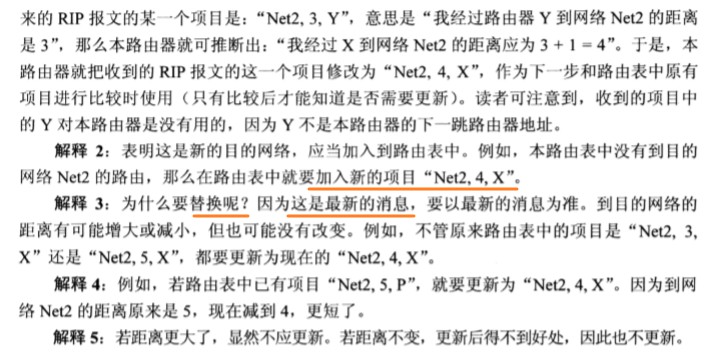 来的 RIP 报文的某一个项目是：“Net2, 3, Y”，意思是“我经过路由器 Y 到网络 Net2 的距离
是 3”，那么本路由器就可推断出：“我经过 X 到网络 Net2 的距离应为 3 + 1 = 4”。于是，本
路由器就把收到的 RIP 报文的这一个项目修改为“Net2, 4, X”，作为下一步和路由表中原有
项目进行比较时使用（只有比较后才能知道是否需要更新）。读者可注意到，收到的项目中
的 Y 对本路由器是没有用的，因为 Y 不是本路由器的下一跳路由器地址。
解释 2：表明这是新的目的网络，应当加入到路由表中。例如，本路由表中没有到目的
网络 Net2 的路由，那么在路由表中就要加入新的项目“Net2, 4, X”。
解释 3：为什么要替换呢？因为这是最新的消息，要以最新的消息为准。到目的网络的
距离有可能增大或减小，但也可能没有改变。例如，不管原来路由表中的项目是“Net2, 3,
X”还是“Net2, 5, X”，都要更新为现在的“Net2, 4, X”。
解释 4：例如，若路由表中已有项目“Net2, 5, P”，就要更新为“Net2, 4, X”。因为到网
络 Net2 的距离原来是 5，现在减到 4，更短了。
解释 5：若距离更大了，显然不应更新。若距离不变，更新后得不到好处，因此也不更新。